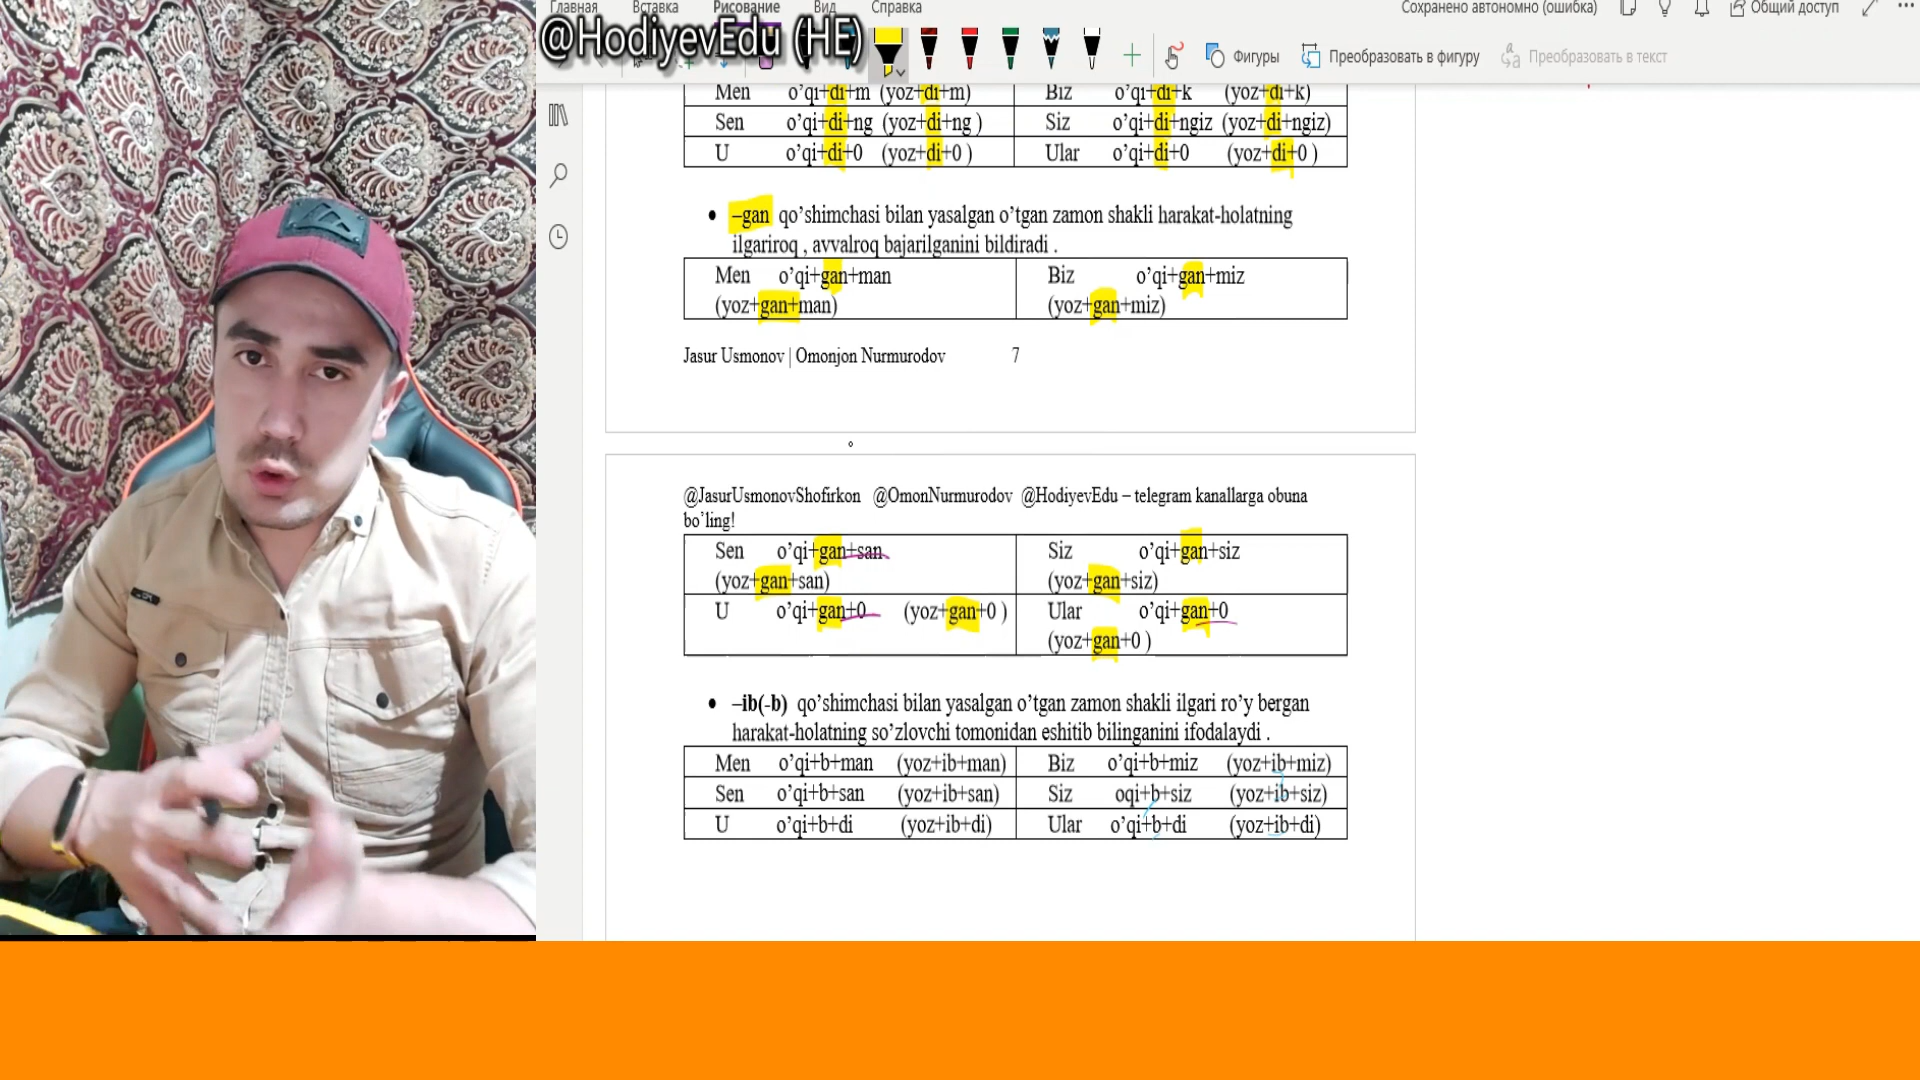 Главная Вставка Рисование Вид Справка Сохранено автономно (ошибка) Общий доступ
@HodiyevEdu (HE)
Фигуры Преобразовать в фигуру Преобразовать в текст
Men o’qi+di+m (yoz+di+m) Biz o’qi+di+k (yoz+di+k)
Sen o’qi+di+ng (yoz+di+ng ) Siz o’qi+di+ngiz (yoz+di+ngiz)
U o’qi+di+0 (yoz+di+0 ) Ular o’qi+di+0 (yoz+di+0 )
• –gan qo’shimchasi bilan yasalgan o’tgan zamon shakli harakat-holatning
ilgariroq , avvalroq bajarilganini bildiradi .
Men o’qi+gan+man Biz o’qi+gan+miz
(yoz+gan+man) (yoz+gan+miz)
Jasur Usmonov | Omonjon Nurmurodov 7
@JasurUsmonovShofirkon @OmonNurmurodov @HodiyevEdu – telegram kanallarga obuna
bo’ling!
Sen o’qi+gan+san Siz o’qi+gan+siz
(yoz+gan+san) (yoz+gan+siz)
U o’qi+gan+0 (yoz+gan+0 ) Ular o’qi+gan+0
(yoz+gan+0 )
• –ib(-b) qo’shimchasi bilan yasalgan o’tgan zamon shakli ilgari ro’y bergan
harakat-holatning so’zlovchi tomonidan eshitib bilinganini ifodalaydi .
Men o’qi+b+man (yoz+ib+man) Biz o’qi+b+miz (yoz+ib+miz)
Sen o’qi+b+san (yoz+ib+san) Siz oqi+b+siz (yoz+ib+siz)
U o’qi+b+di (yoz+ib+di) Ular o’qi+b+di (yoz+ib+di)